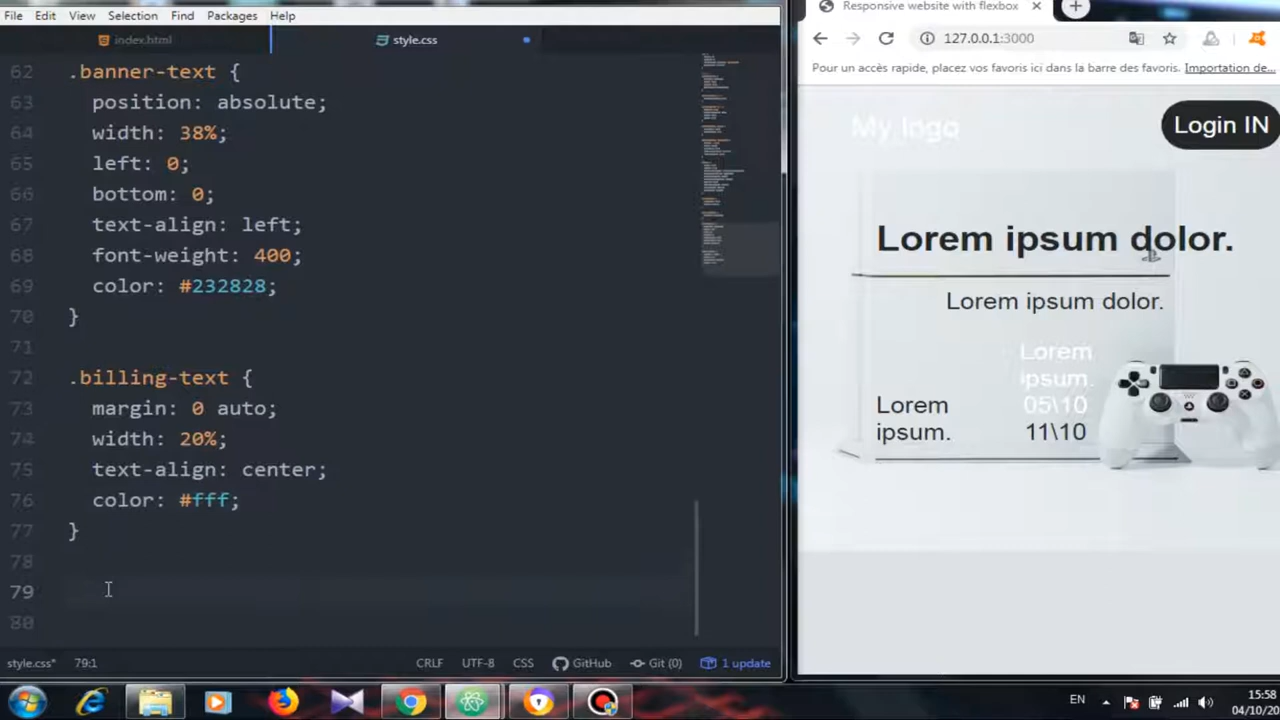 File Edit View Selection Find Packages Help
index.html style.css
62 .banner-text {
63 position: absolute;
64 width: 38%;
65 left: 0;
66 bottom: 0;
67 text-align: left;
68 font-weight: 400;
69 color: #232828;
70 }
71
72 .billing-text {
73 margin: 0 auto;
74 width: 20%;
75 text-align: center;
76 color: #fff;
77 }
78
79
80
style.css* 79:1 CRLF UTF-8 CSS GitHub Git (0) 1 update
Responsive website with flexbox
127.0.0.1:3000
Pour un accès rapide, placez vos favoris ici dans la barre des favoris. Importation de...
My logo Login IN
Lorem ipsum dolor.
Lorem ipsum dolor.
Lorem
ipsum.
05\10
11\10
Lorem
ipsum.
EN 15:58
04/10/20